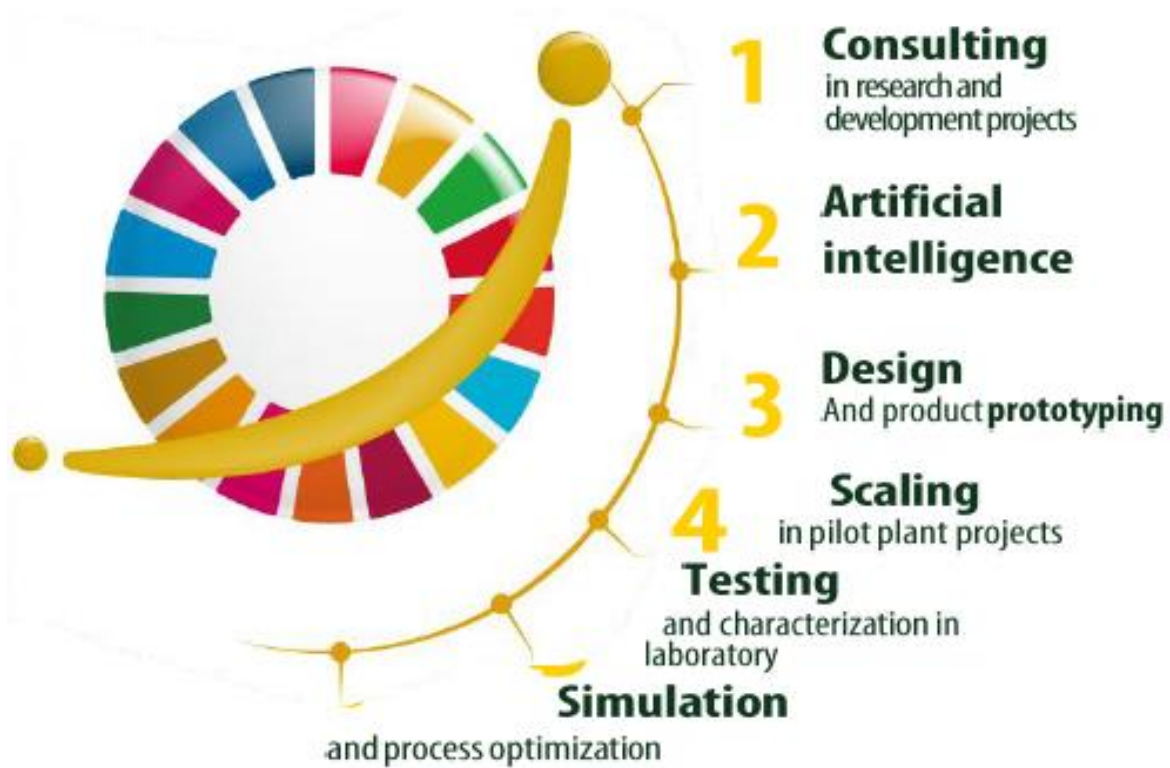 1
Consulting
in research and
development projects
2
Artificial
intelligence
3
Design
And product prototyping
4
Scaling
in pilot plant projects
Testing
and characterization in
laboratory
Simulation
and process optimization